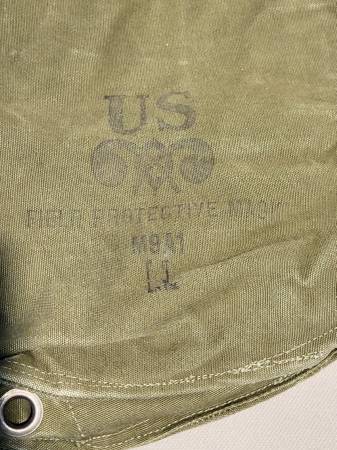 US
FIELD PROTECTIVE MASK
M9A1